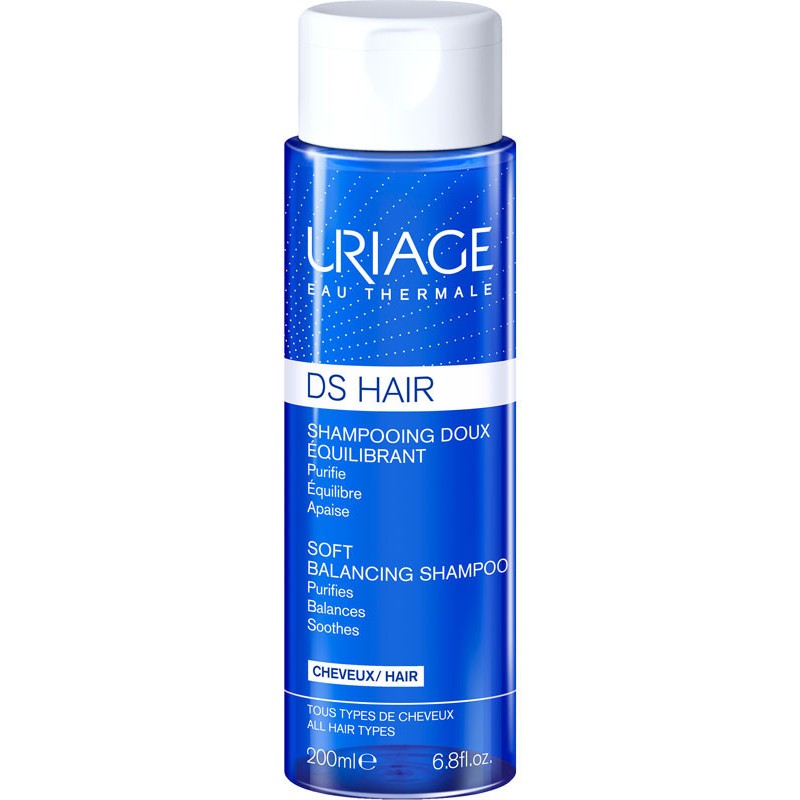 URIAGE
EAU THERMALE
DS HAIR
SHAMPOOING DOUX
ÉQUILIBRANT
Purifie
Équilibre
Apaise
SOFT
BALANCING SHAMPOO
Purifies
Balances
Soothes
CHEVEUX/ HAIR
TOUS TYPES DE CHEVEUX
ALL HAIR TYPES
200ml℮ 6.8fl.oz.